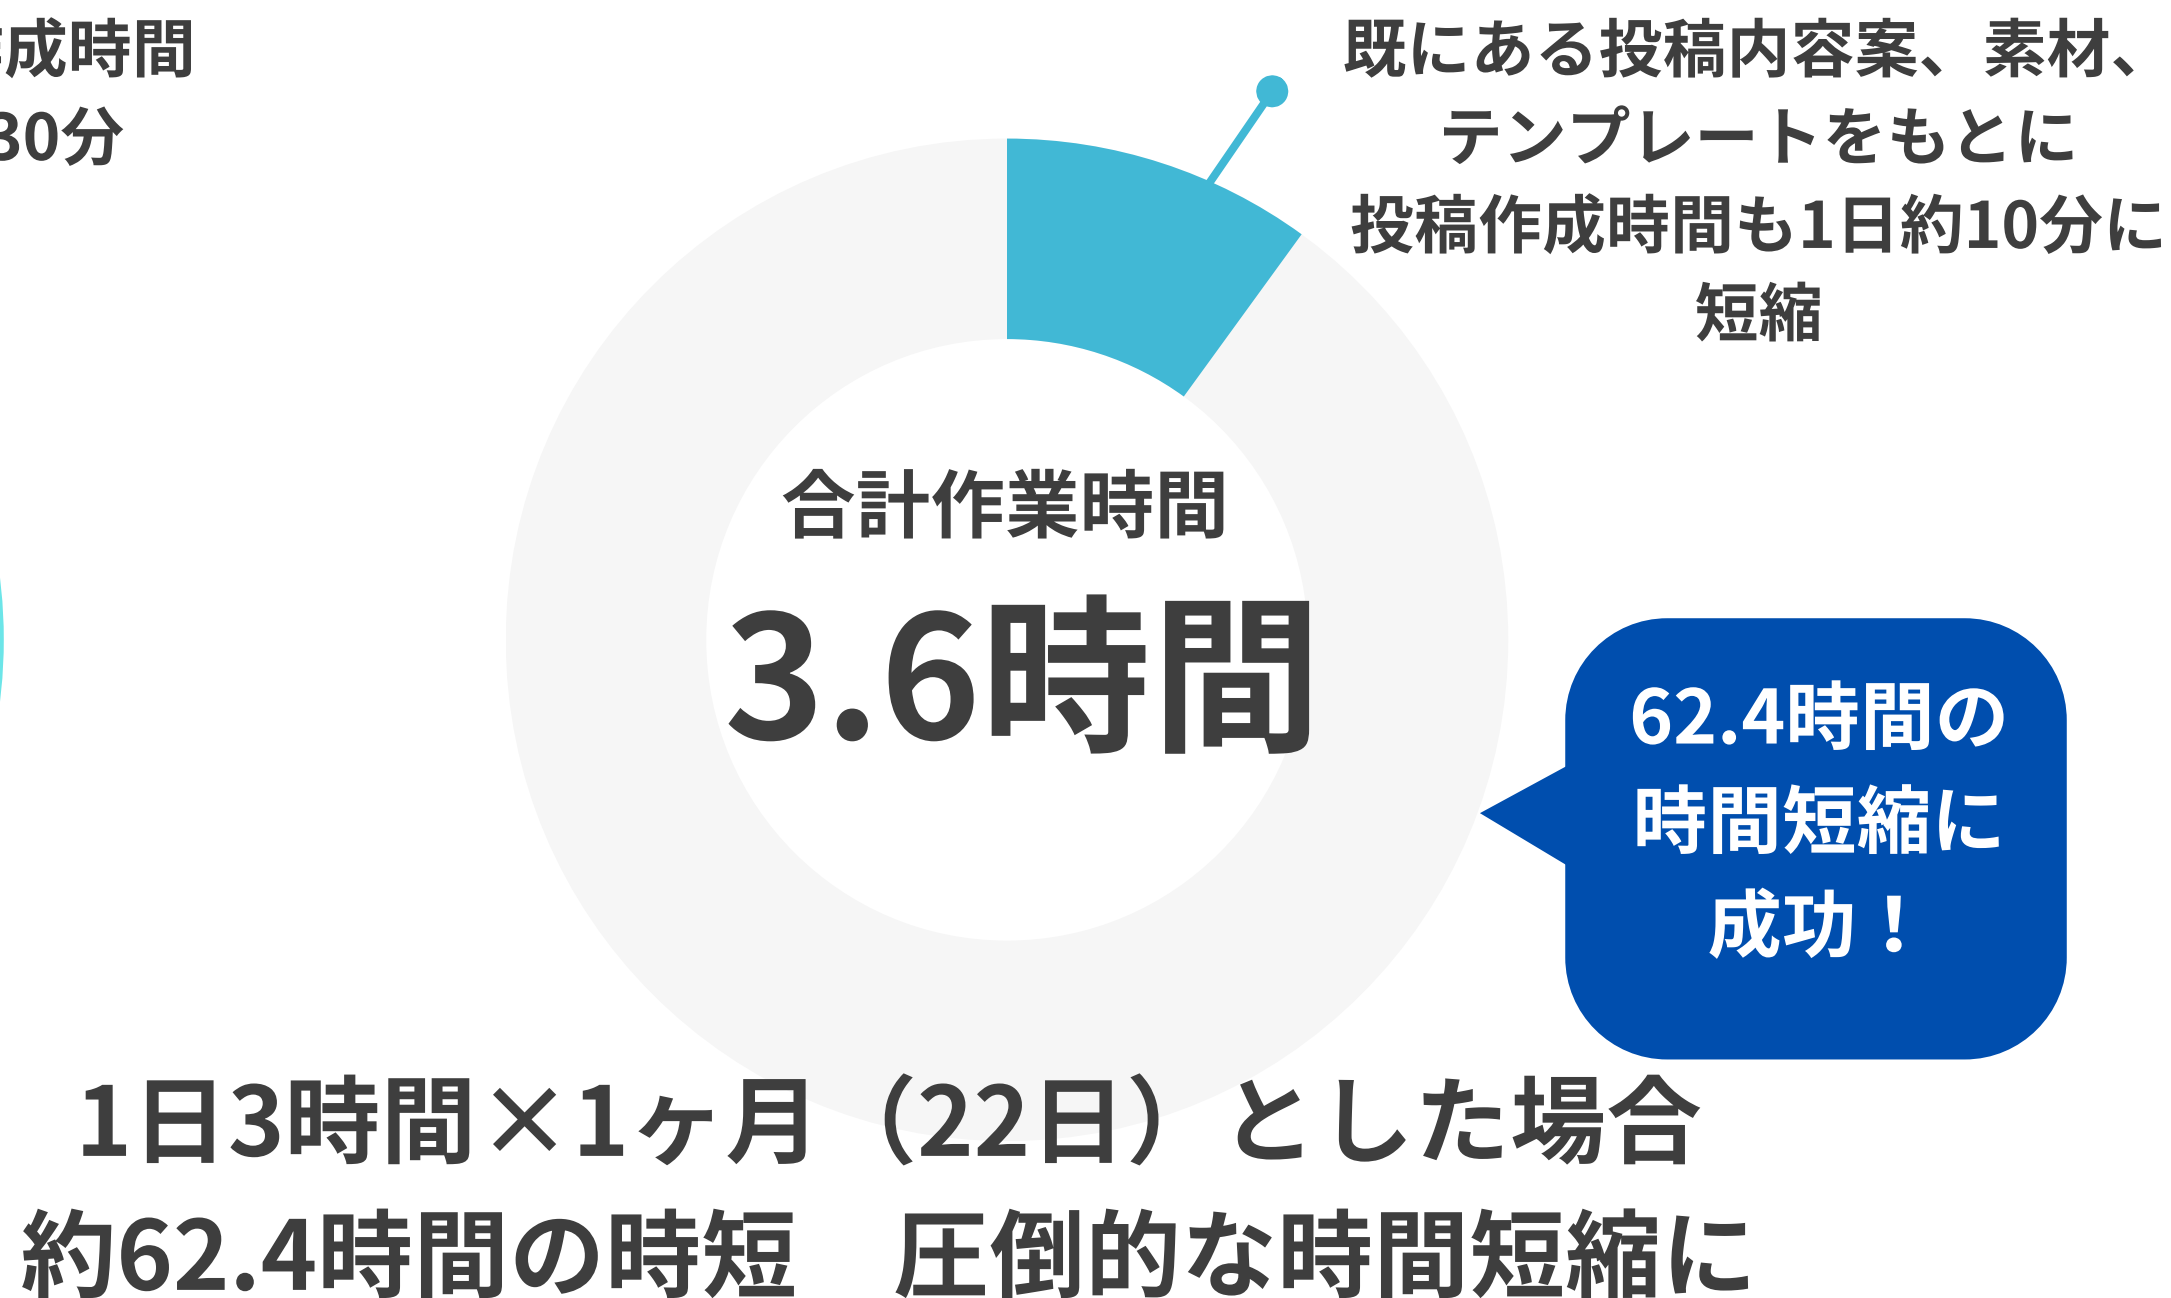 成時間
30分
既にある投稿内容案、素材、
テンプレートをもとに
投稿作成時間も1日約10分に
短縮
合計作業時間
3.6時間
62.4時間の
時間短縮に
成功！
1日3時間×1ヶ月（22日）とした場合
約62.4時間の時短　圧倒的な時間短縮に